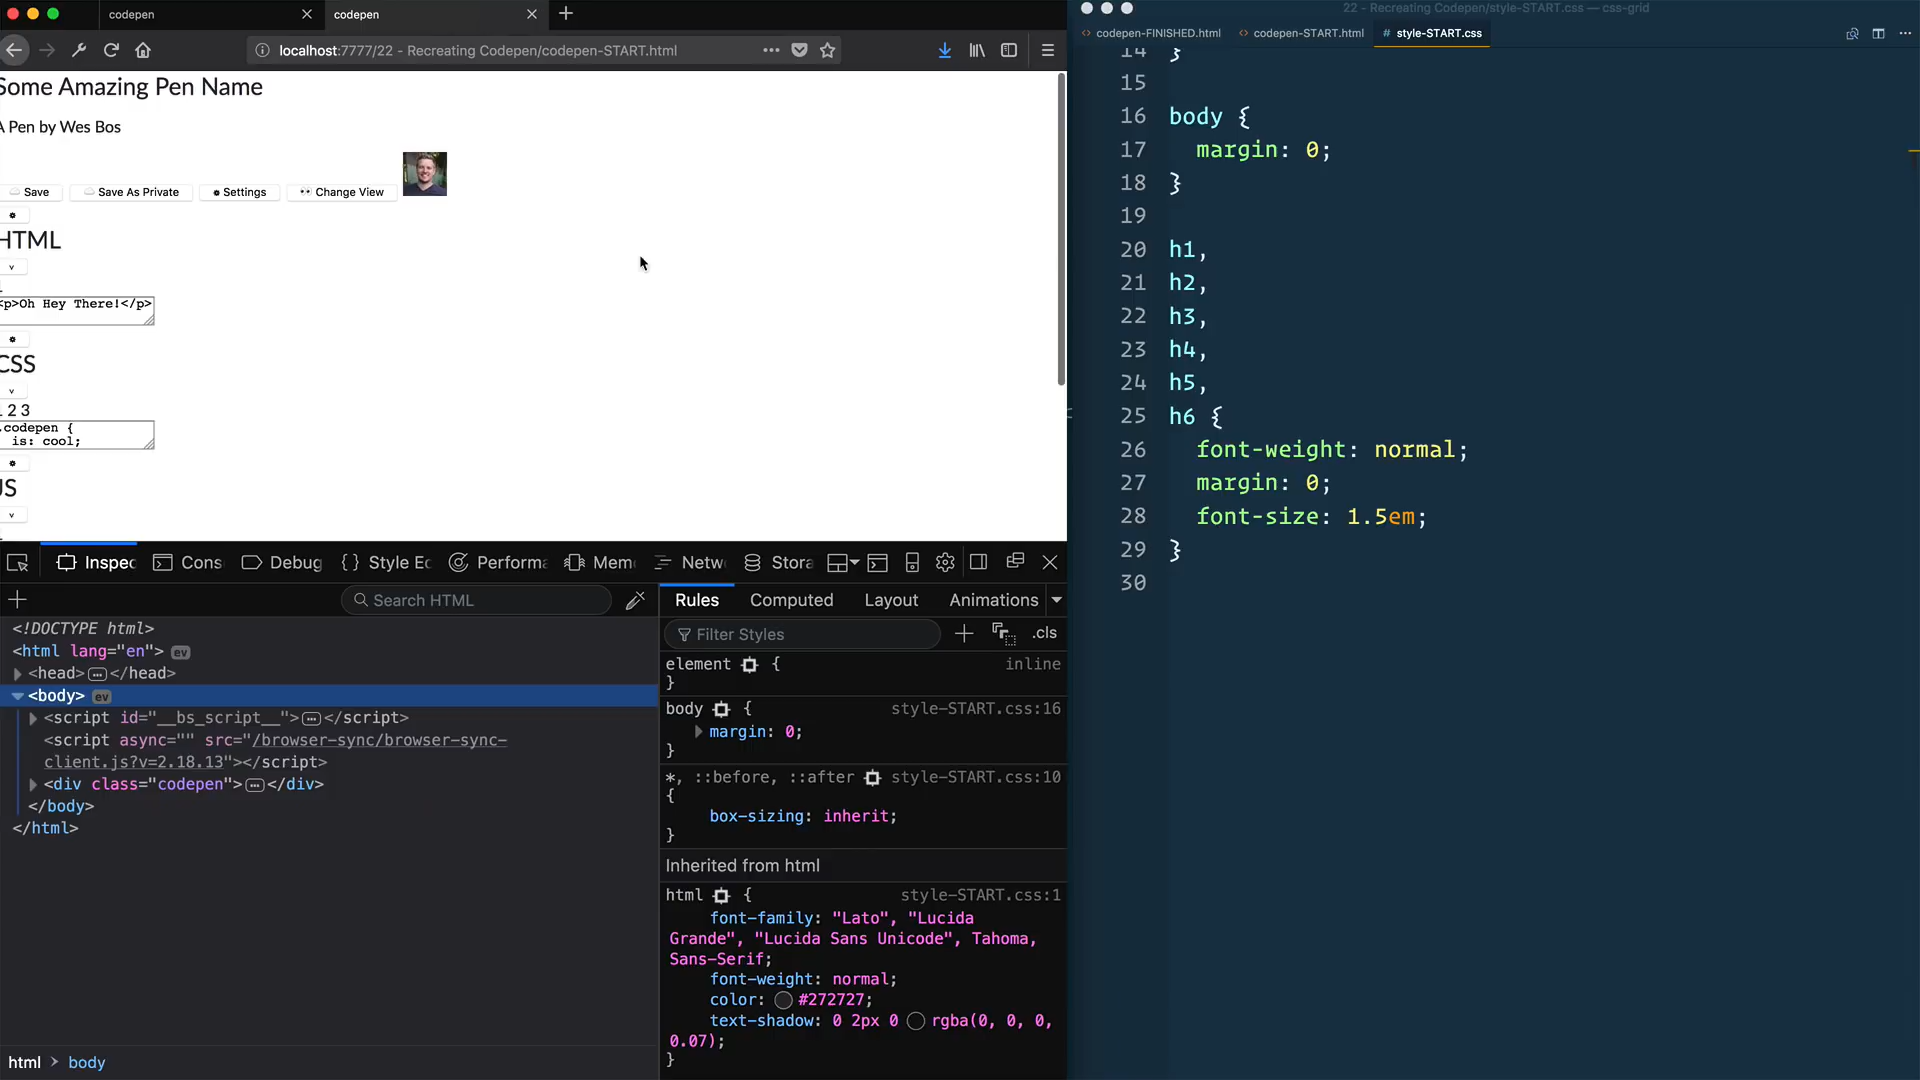 codepen
codepen
localhost:7777/22 - Recreating Codepen/codepen-START.html
Some Amazing Pen Name
A Pen by Wes Bos
Save
Save As Private
Settings
Change View
HTML
v
<p>Oh Hey There!</p>
CSS
v
1 2 3
.codepen {
is: cool;
JS
v
Inspec
Cons
Debug
{ } Style Ec
Performa
Mem
Netw
Stora
Search HTML
<!DOCTYPE html>
<html lang="en"> ev
<head>…</head>
<body> ev
<script id="__bs_script__">…</script>
<script async="" src="/browser-sync/browser-sync-
client.js?v=2.18.13"></script>
<div class="codepen">…</div>
</body>
</html>
html > body
Rules
Computed
Layout
Animations
Filter Styles
.cls
element {
inline
}
body {
style-START.css:16
margin: 0;
}
*, ::before, ::after
style-START.css:10
{
box-sizing: inherit;
}
Inherited from html
html {
style-START.css:1
font-family: "Lato", "Lucida
Grande", "Lucida Sans Unicode", Tahoma,
Sans-Serif;
font-weight: normal;
color: #272727;
text-shadow: 0 2px 0 rgba(0, 0, 0,
0.07);
}
22 - Recreating Codepen/style-START.css — css-grid
codepen-FINISHED.html
codepen-START.html
# style-START.css
14 }
15
16 body {
17 margin: 0;
18 }
19
20 h1,
21 h2,
22 h3,
23 h4,
24 h5,
25 h6 {
26 font-weight: normal;
27 margin: 0;
28 font-size: 1.5em;
29 }
30